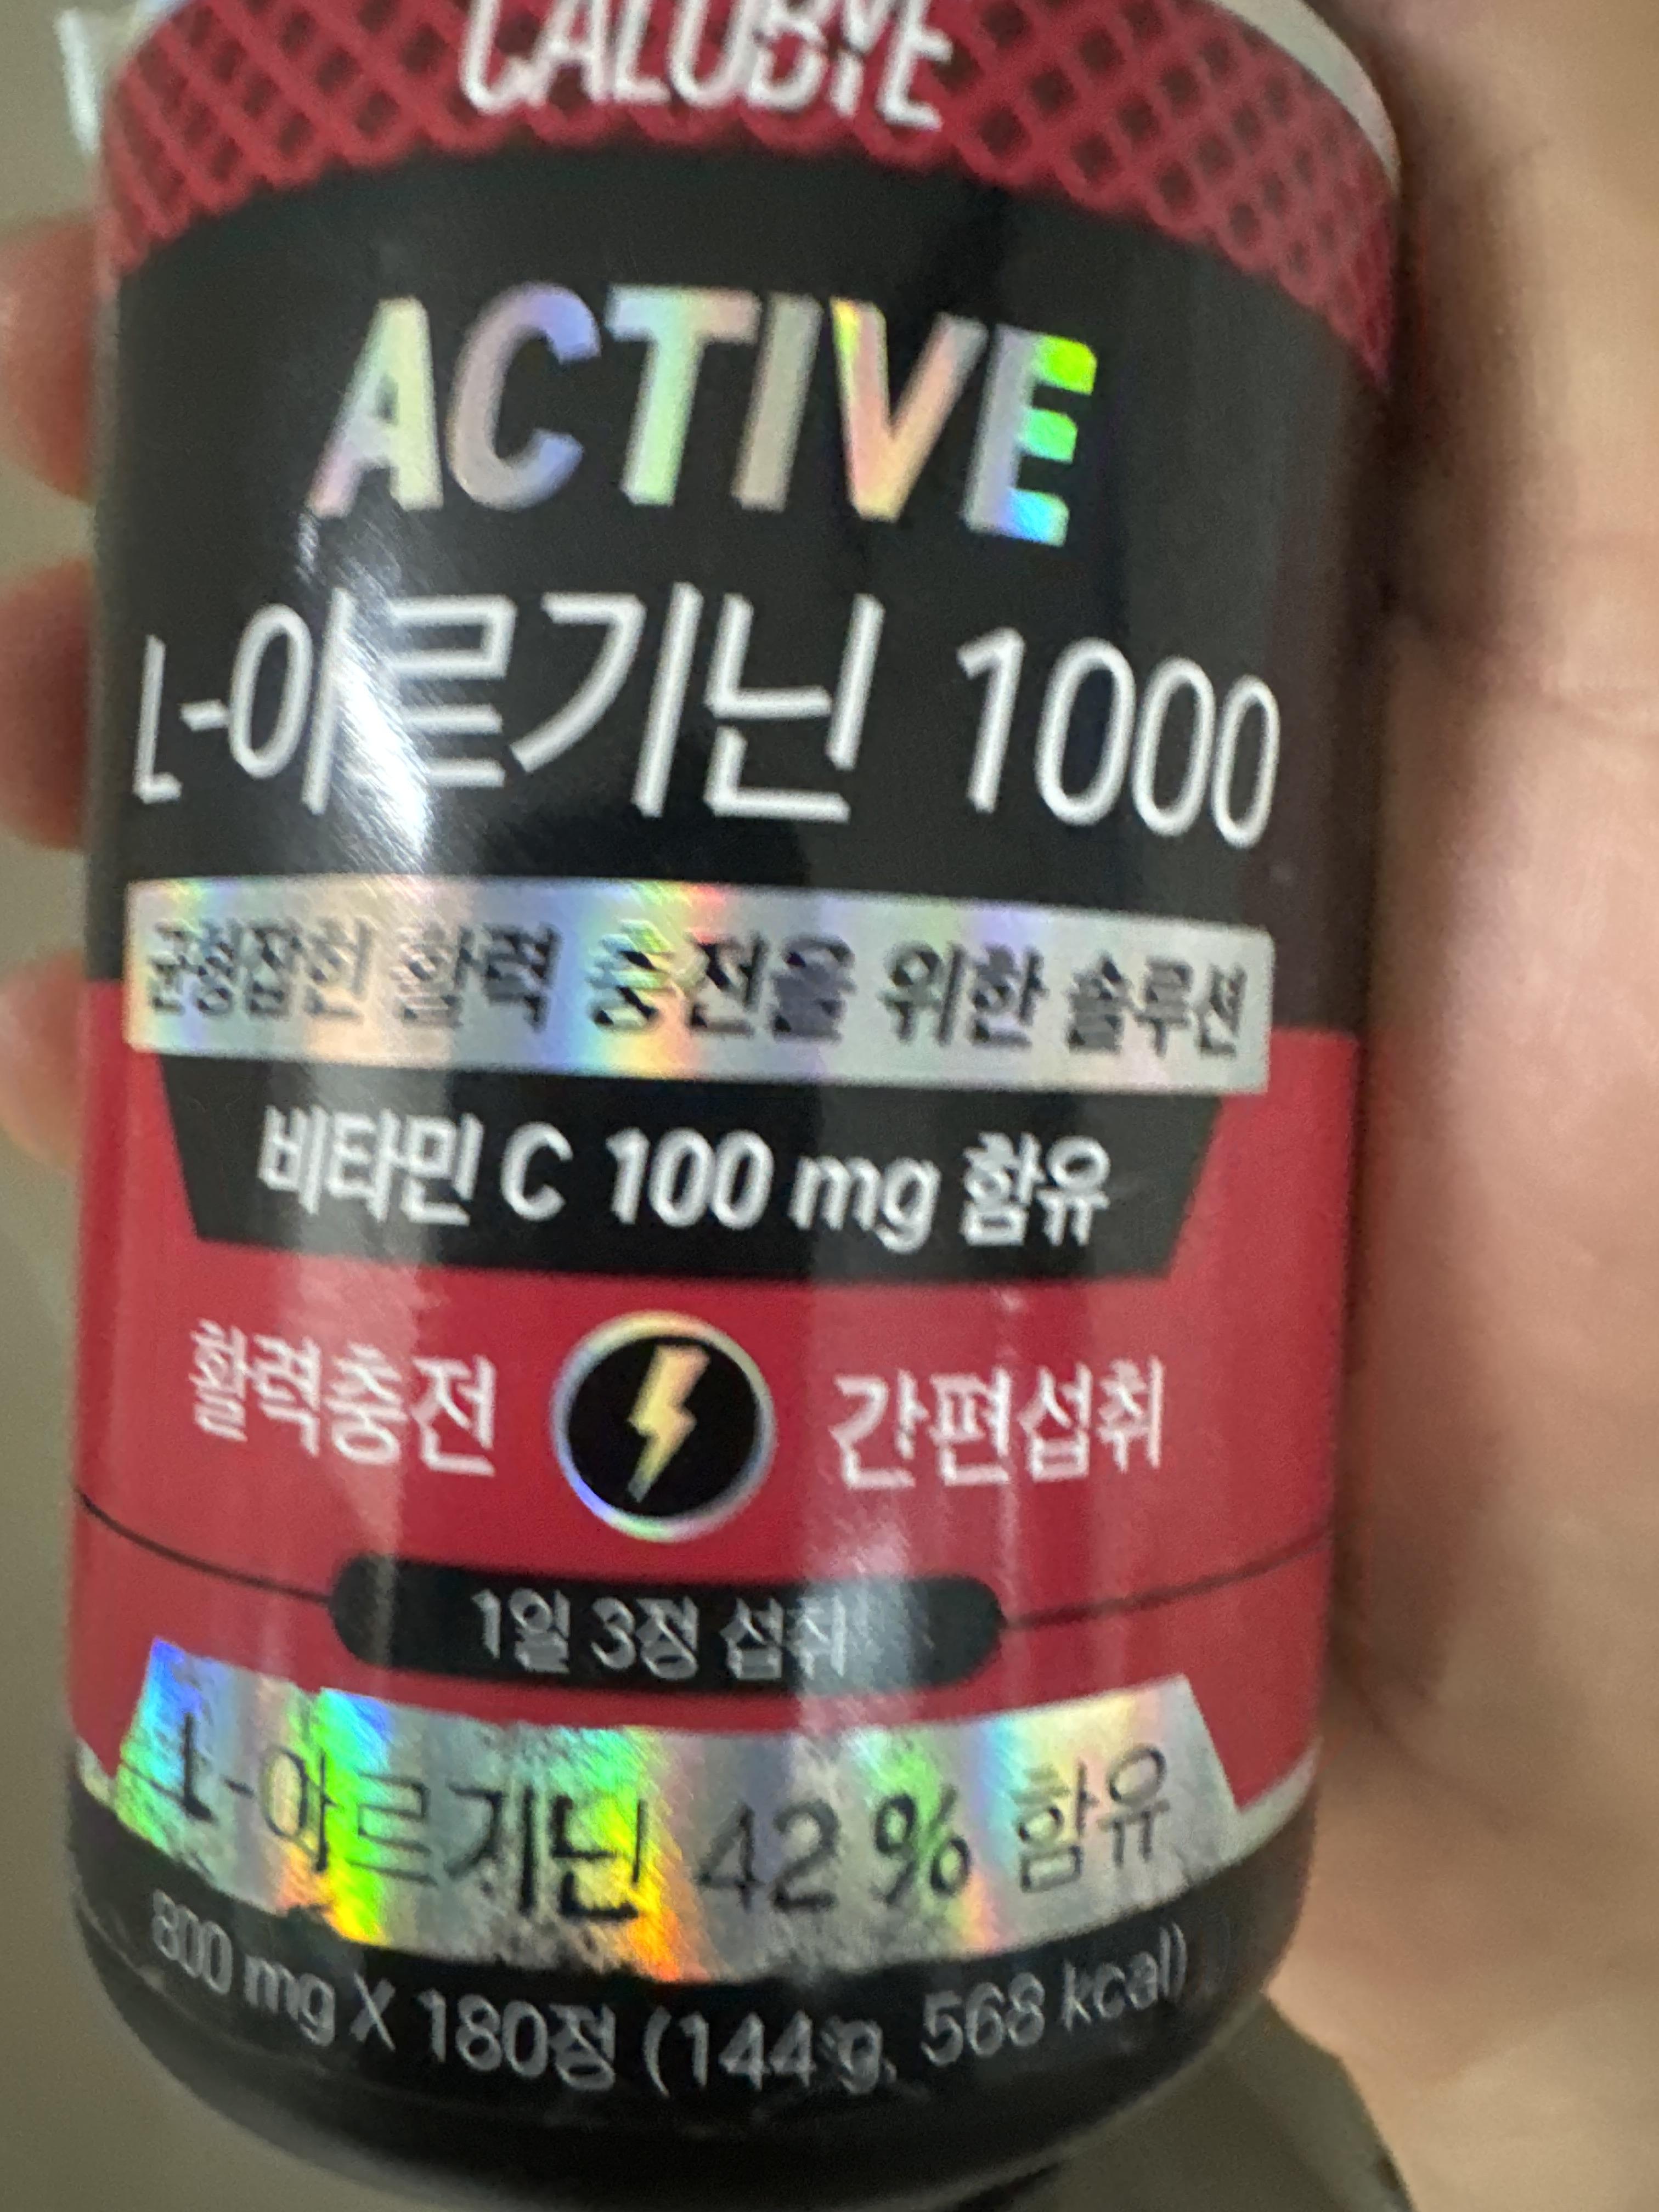 CALOBYE
ACTIVE
L-아르기닌 1000
균형잡힌 활력 충전을 위한 솔루션
비타민 C 100 mg 함유
활력충전 간편섭취
1일 3정 섭취
L-아르기닌 42 % 함유
800 mg X 180정 (144 g, 568 kcal)